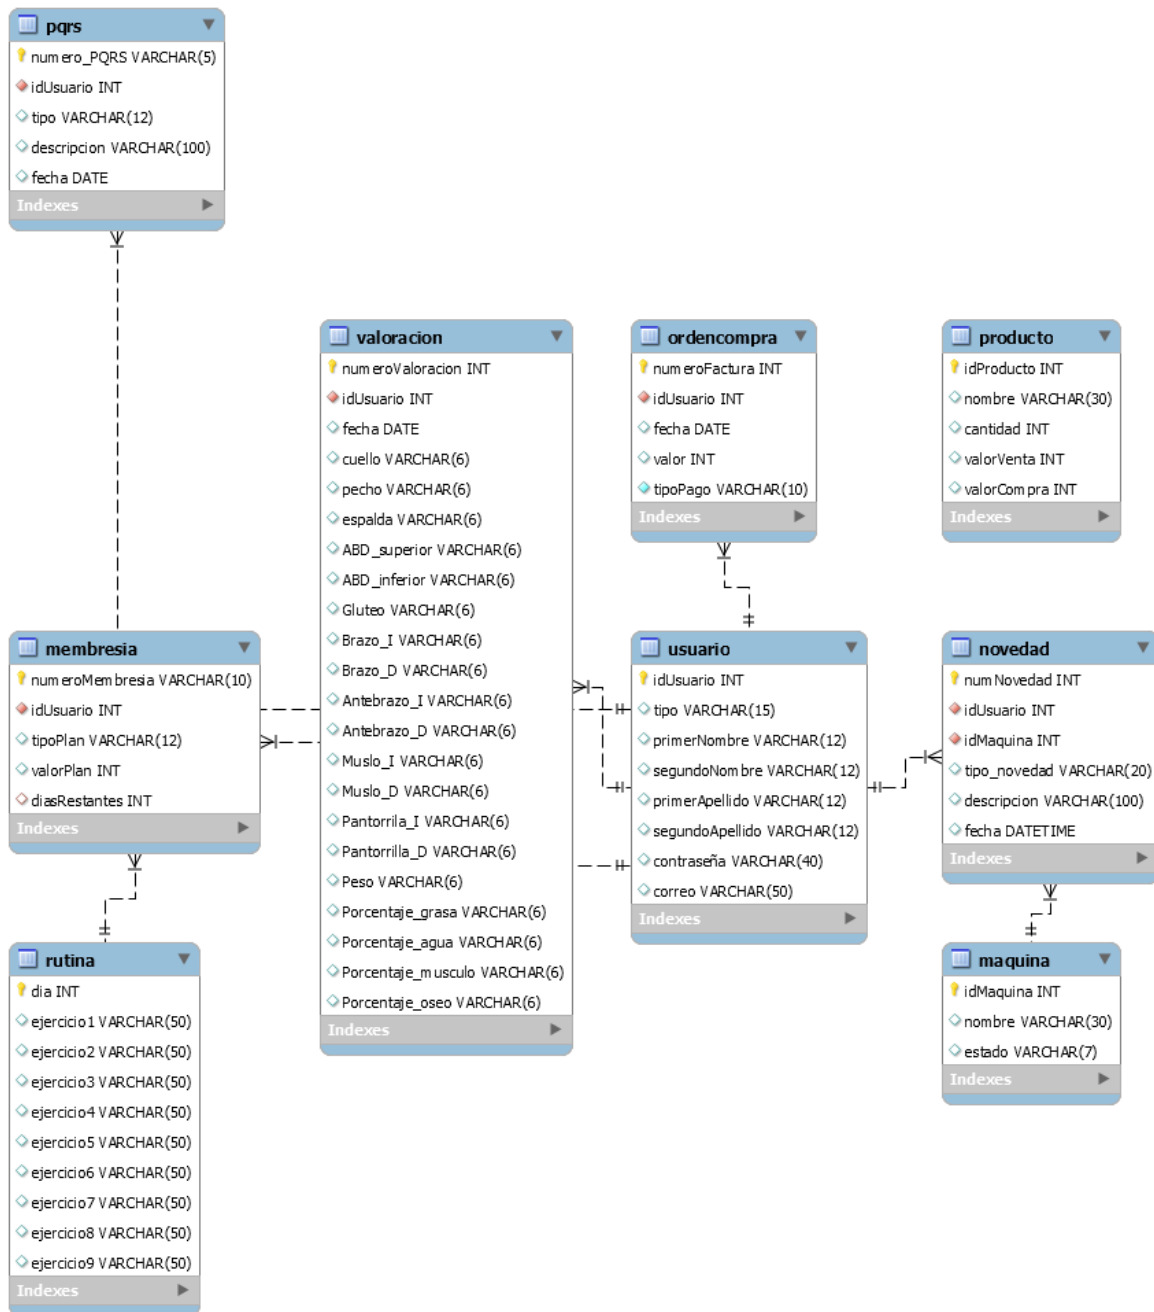 pqrs
numero_PQRS VARCHAR(5)
idUsuario INT
tipo VARCHAR(12)
descripcion VARCHAR(100)
fecha DATE
Indexes
valoracion
numeroValoracion INT
idUsuario INT
fecha DATE
cuello VARCHAR(6)
pecho VARCHAR(6)
espalda VARCHAR(6)
ABD_superior VARCHAR(6)
ABD_inferior VARCHAR(6)
Gluteo VARCHAR(6)
Brazo_I VARCHAR(6)
Brazo_D VARCHAR(6)
Antebrazo_I VARCHAR(6)
Antebrazo_D VARCHAR(6)
Muslo_I VARCHAR(6)
Muslo_D VARCHAR(6)
Pantorrila_I VARCHAR(6)
Pantorrilla_D VARCHAR(6)
Peso VARCHAR(6)
Porcentaje_grasa VARCHAR(6)
Porcentaje_agua VARCHAR(6)
Porcentaje_musculo VARCHAR(6)
Porcentaje_oseo VARCHAR(6)
Indexes
ordencompra
numeroFactura INT
idUsuario INT
fecha DATE
valor INT
tipoPago VARCHAR(10)
Indexes
producto
idProducto INT
nombre VARCHAR(30)
cantidad INT
valorVenta INT
valorCompra INT
Indexes
membresia
numeroMembresia VARCHAR(10)
idUsuario INT
tipoPlan VARCHAR(12)
valorPlan INT
diasRestantes INT
Indexes
usuario
idUsuario INT
tipo VARCHAR(15)
primerNombre VARCHAR(12)
segundoNombre VARCHAR(12)
primerApellido VARCHAR(12)
segundoApellido VARCHAR(12)
contraseña VARCHAR(40)
correo VARCHAR(50)
Indexes
novedad
numNovedad INT
idUsuario INT
idMaquina INT
tipo_novedad VARCHAR(20)
descripcion VARCHAR(100)
fecha DATETIME
Indexes
rutina
dia INT
ejercicio1 VARCHAR(50)
ejercicio2 VARCHAR(50)
ejercicio3 VARCHAR(50)
ejercicio4 VARCHAR(50)
ejercicio5 VARCHAR(50)
ejercicio6 VARCHAR(50)
ejercicio7 VARCHAR(50)
ejercicio8 VARCHAR(50)
ejercicio9 VARCHAR(50)
Indexes
maquina
idMaquina INT
nombre VARCHAR(30)
estado VARCHAR(7)
Indexes